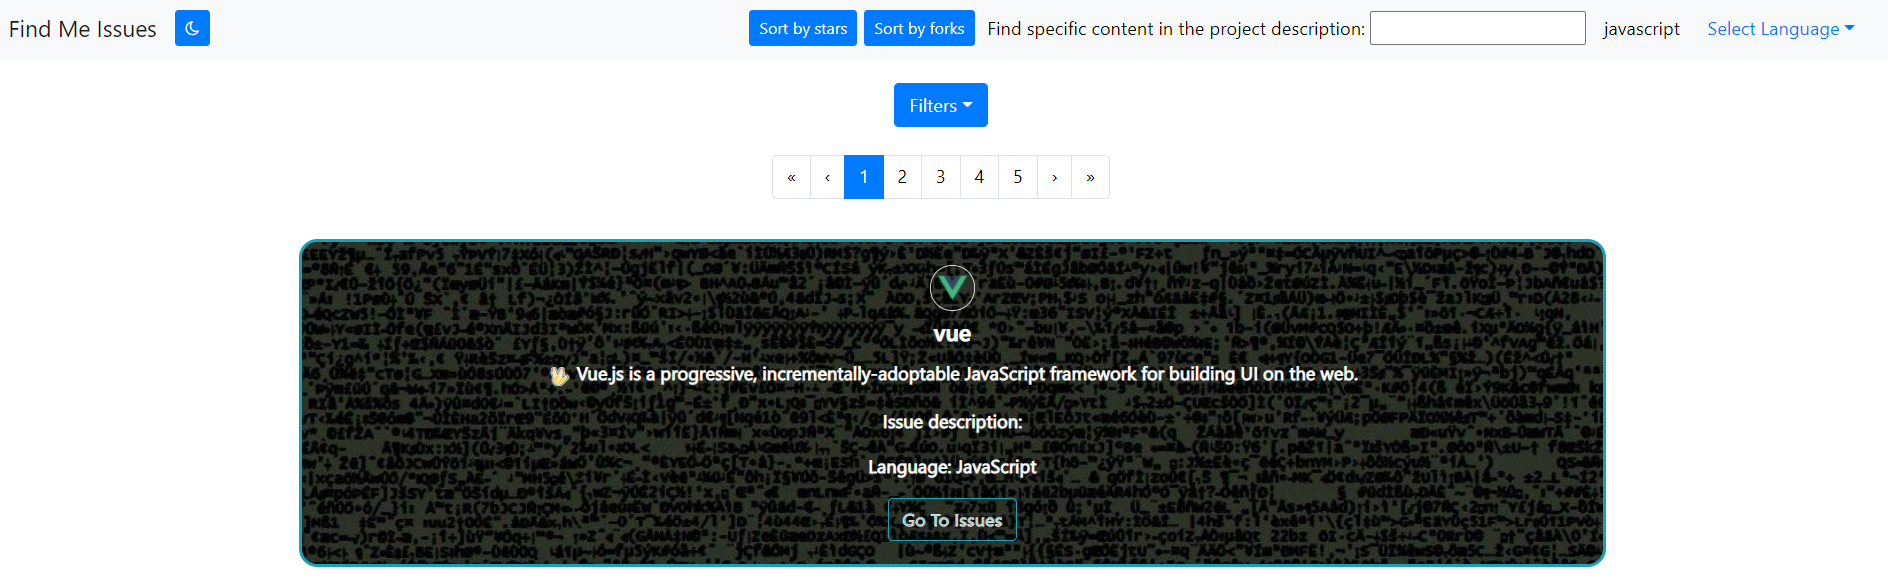 Find Me Issues
Sort by stars Sort by forks Find specific content in the project description: javascript Select Language
Filters
« ‹ 1 2 3 4 5 › »
vue
🖖 Vue.js is a progressive, incrementally-adoptable JavaScript framework for building UI on the web.
Issue description:
Language: JavaScript
Go To Issues